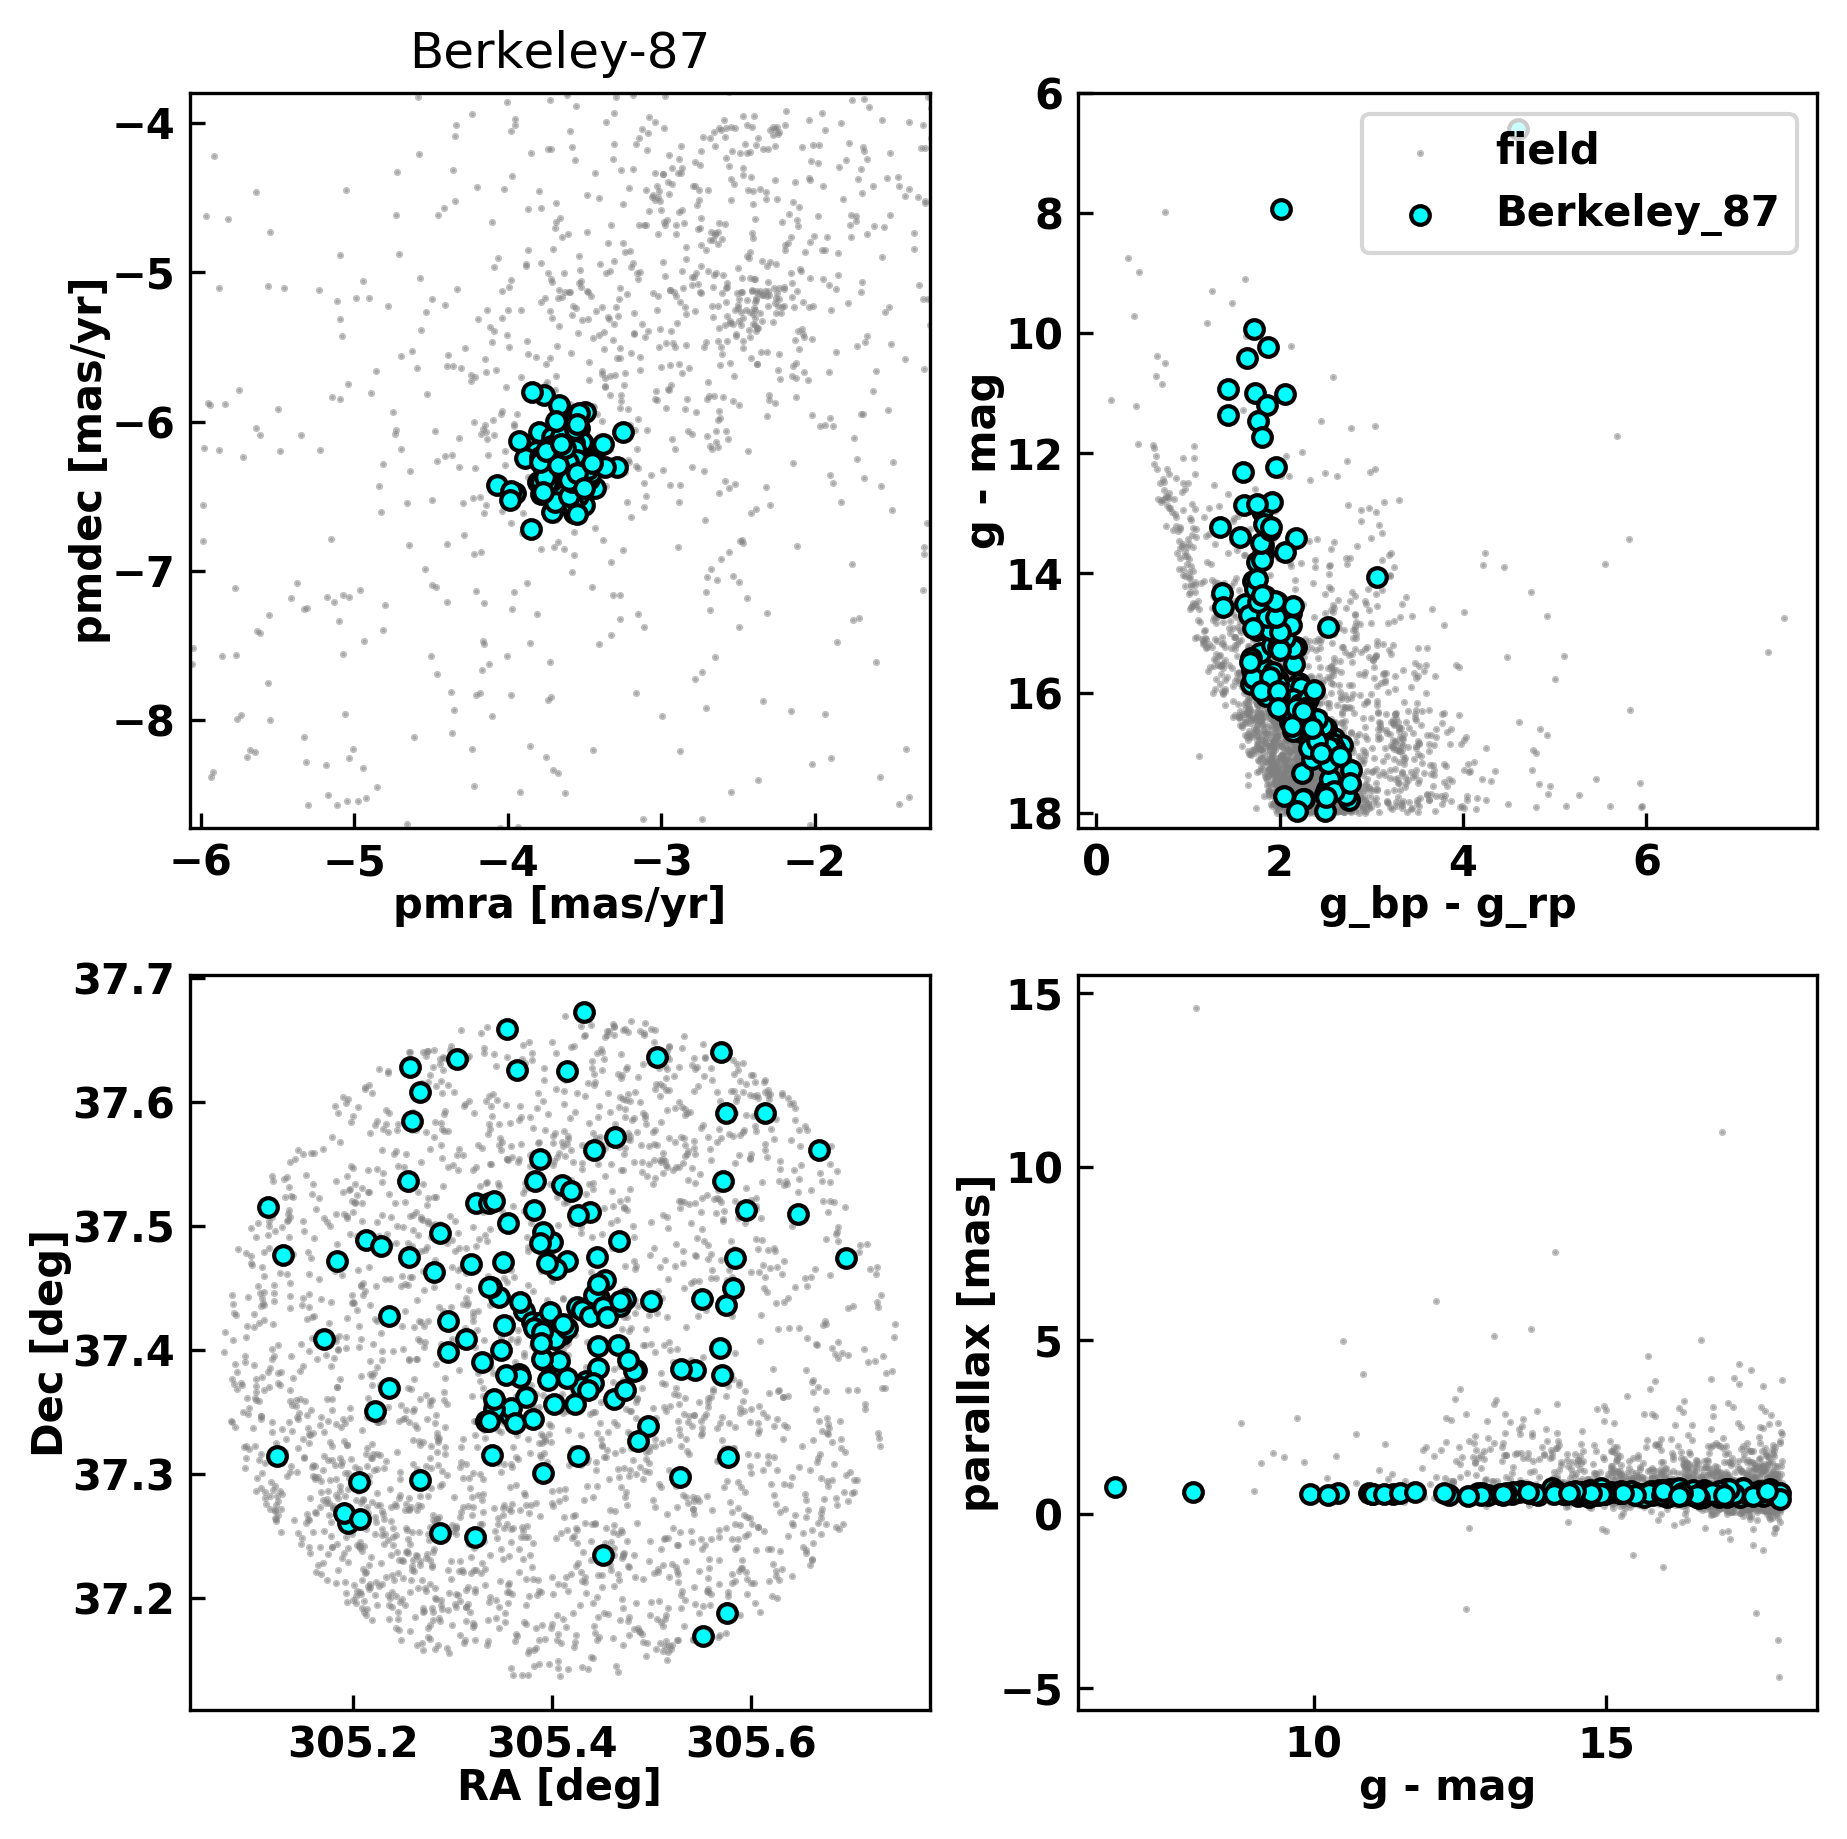 Berkeley-87
−4
−5
−6
−7
−8
pmdec [mas/yr]
−6 −5 −4 −3 −2
pmra [mas/yr]
6
8
10
12
14
16
18
g - mag
field
Berkeley_87
0 2 4 6
g_bp - g_rp
37.7
37.6
37.5
37.4
37.3
37.2
Dec [deg]
305.2 305.4 305.6
RA [deg]
15
10
5
0
−5
parallax [mas]
10 15
g - mag